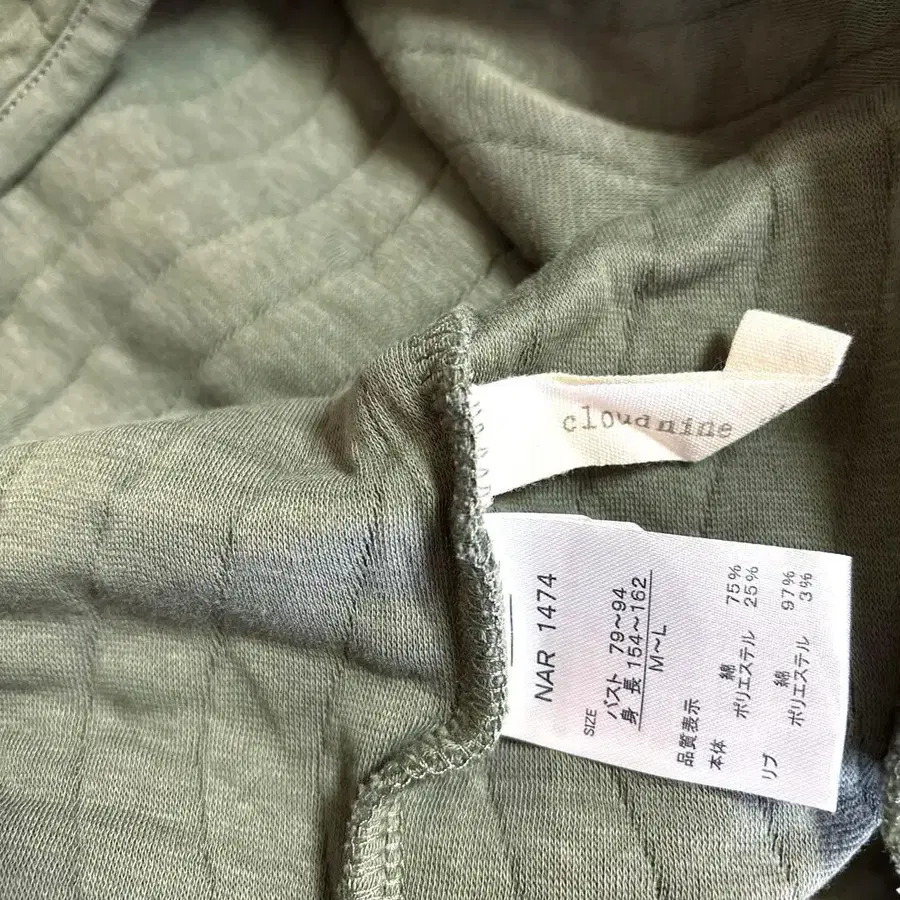 cloudnine
NAR 1474
SIZE
バスト 79〜94
身 長 154〜162
M〜L
品質表示
本体 綿 75%
ポリエステル 25%
リブ 綿 97%
ポリエステル 3%